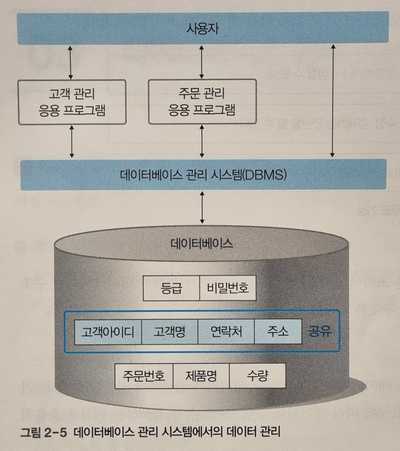 사용자
고객 관리
응용 프로그램
주문 관리
응용 프로그램
데이터베이스 관리 시스템(DBMS)
데이터베이스
등급 비밀번호
고객아이디 고객명 연락처 주소 공유
주문번호 제품명 수량
그림 2-5 데이터베이스 관리 시스템에서의 데이터 관리